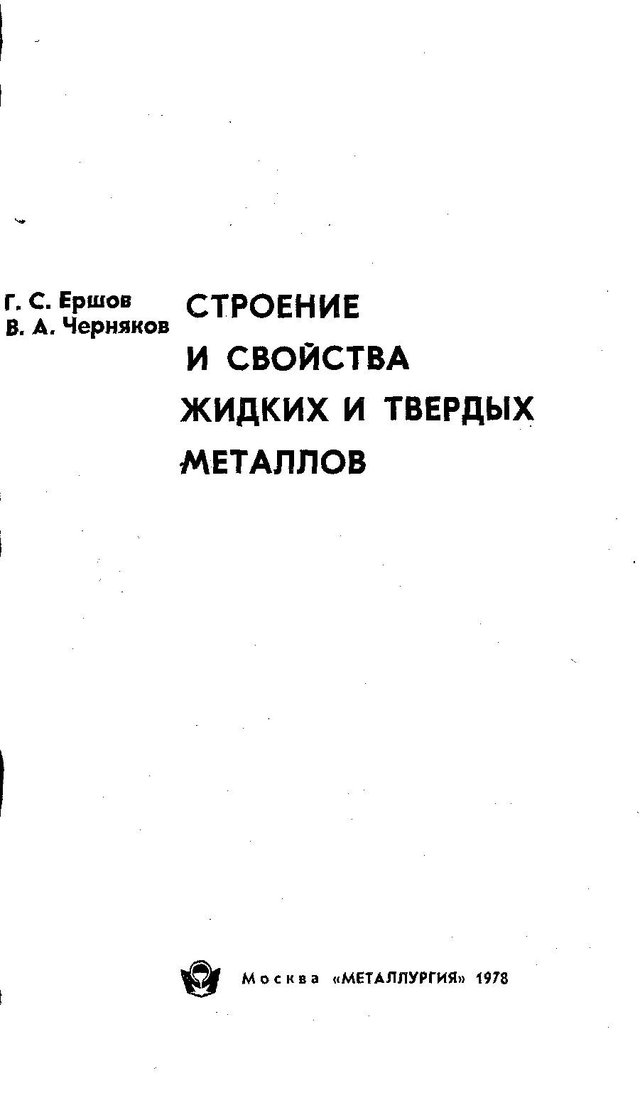 Г. С. Ершов
В. А. Черняков
СТРОЕНИЕ
И СВОЙСТВА
ЖИДКИХ И ТВЕРДЫХ
МЕТАЛЛОВ
Москва «МЕТАЛЛУРГИЯ» 1978